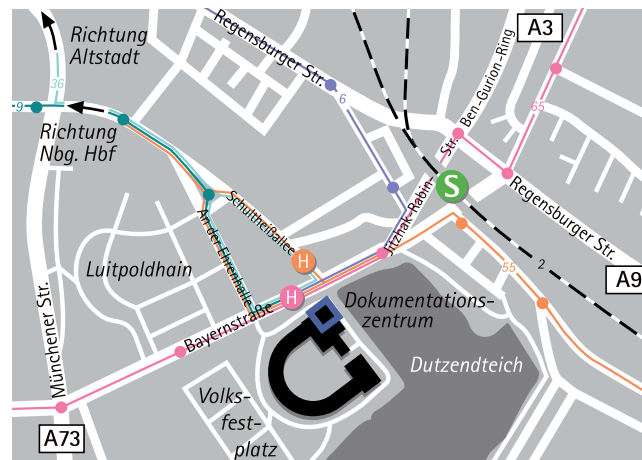 Richtung
Altstadt
36
9
Richtung
Nbg. Hbf
Regensburger Str.
6
A3
Ben-Gurion-Ring
65
Jitzhak-Rabin-
Str.
S
Regensburger Str.
2
A9
55
Schultheißallee
An der Ehrenhalle
H
H
Luitpoldhain
Bayernstraße
Münchener Str.
Dokumentations-
zentrum
Dutzendteich
Volks-
fest-
platz
A73